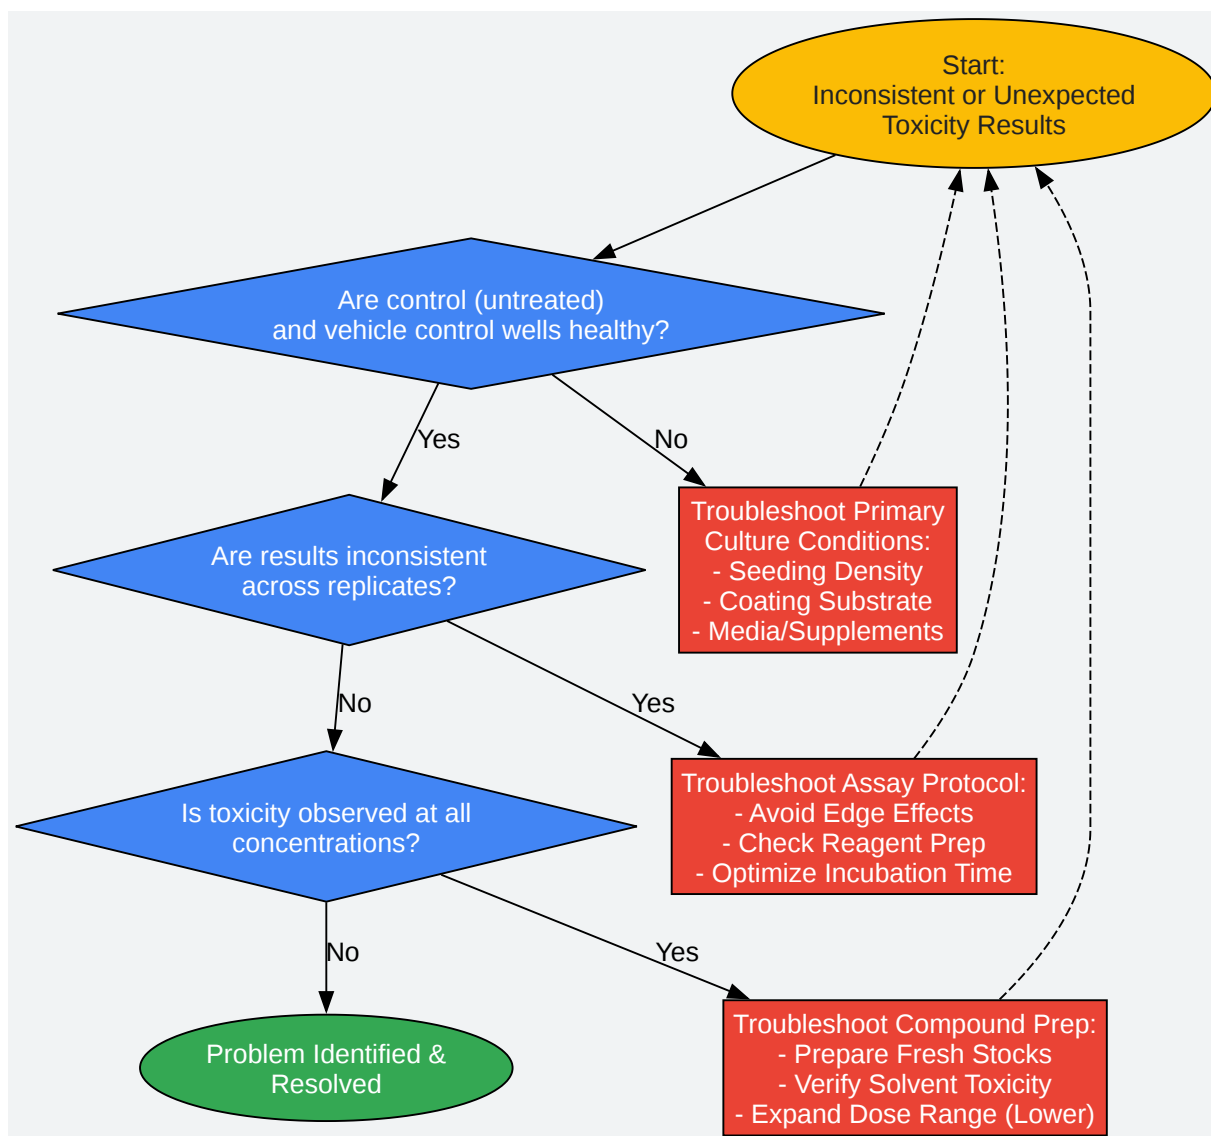 Start:
Inconsistent or Unexpected
Toxicity Results
Are control (untreated)
and vehicle control wells healthy?
Yes
No
Troubleshoot Primary
Culture Conditions:
- Seeding Density
- Coating Substrate
- Media/Supplements
Are results inconsistent
across replicates?
No
Yes
Troubleshoot Assay Protocol:
- Avoid Edge Effects
- Check Reagent Prep
- Optimize Incubation Time
Is toxicity observed at all
concentrations?
No
Yes
Troubleshoot Compound Prep:
- Prepare Fresh Stocks
- Verify Solvent Toxicity
- Expand Dose Range (Lower)
Problem Identified &
Resolved